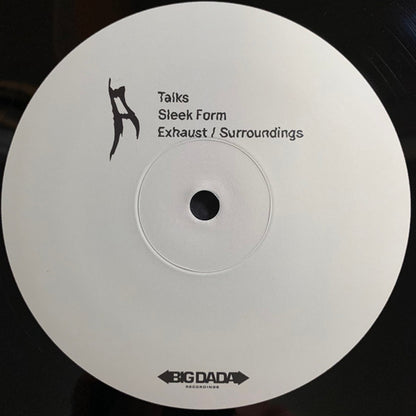 A
Talks
Sleek Form
Exhaust / Surroundings
BIG DADA
RECORDINGS